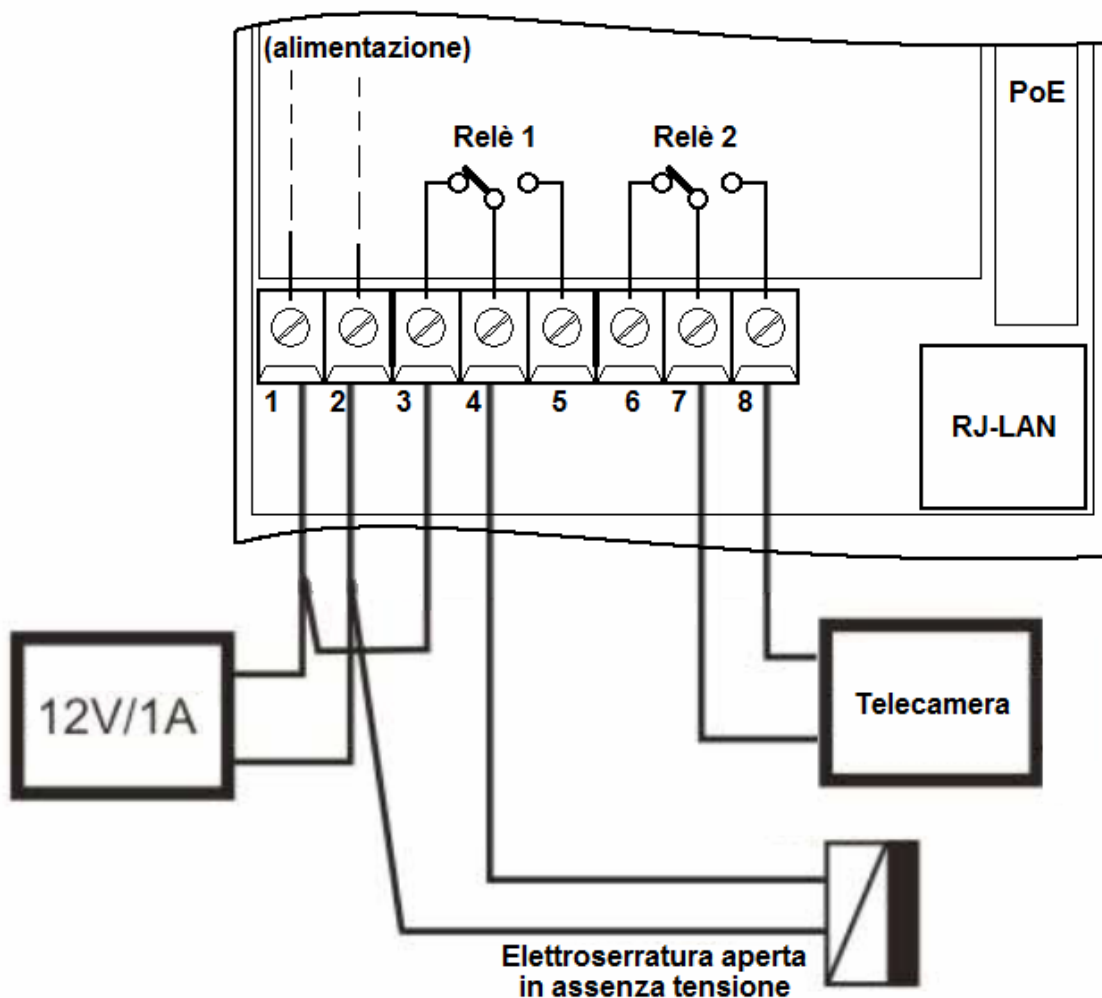 (alimentazione)
PoE
Relè 1
Relè 2
1 2 3 4 5 6 7 8
RJ-LAN
12V/1A
Telecamera
Elettroserratura aperta
in assenza tensione